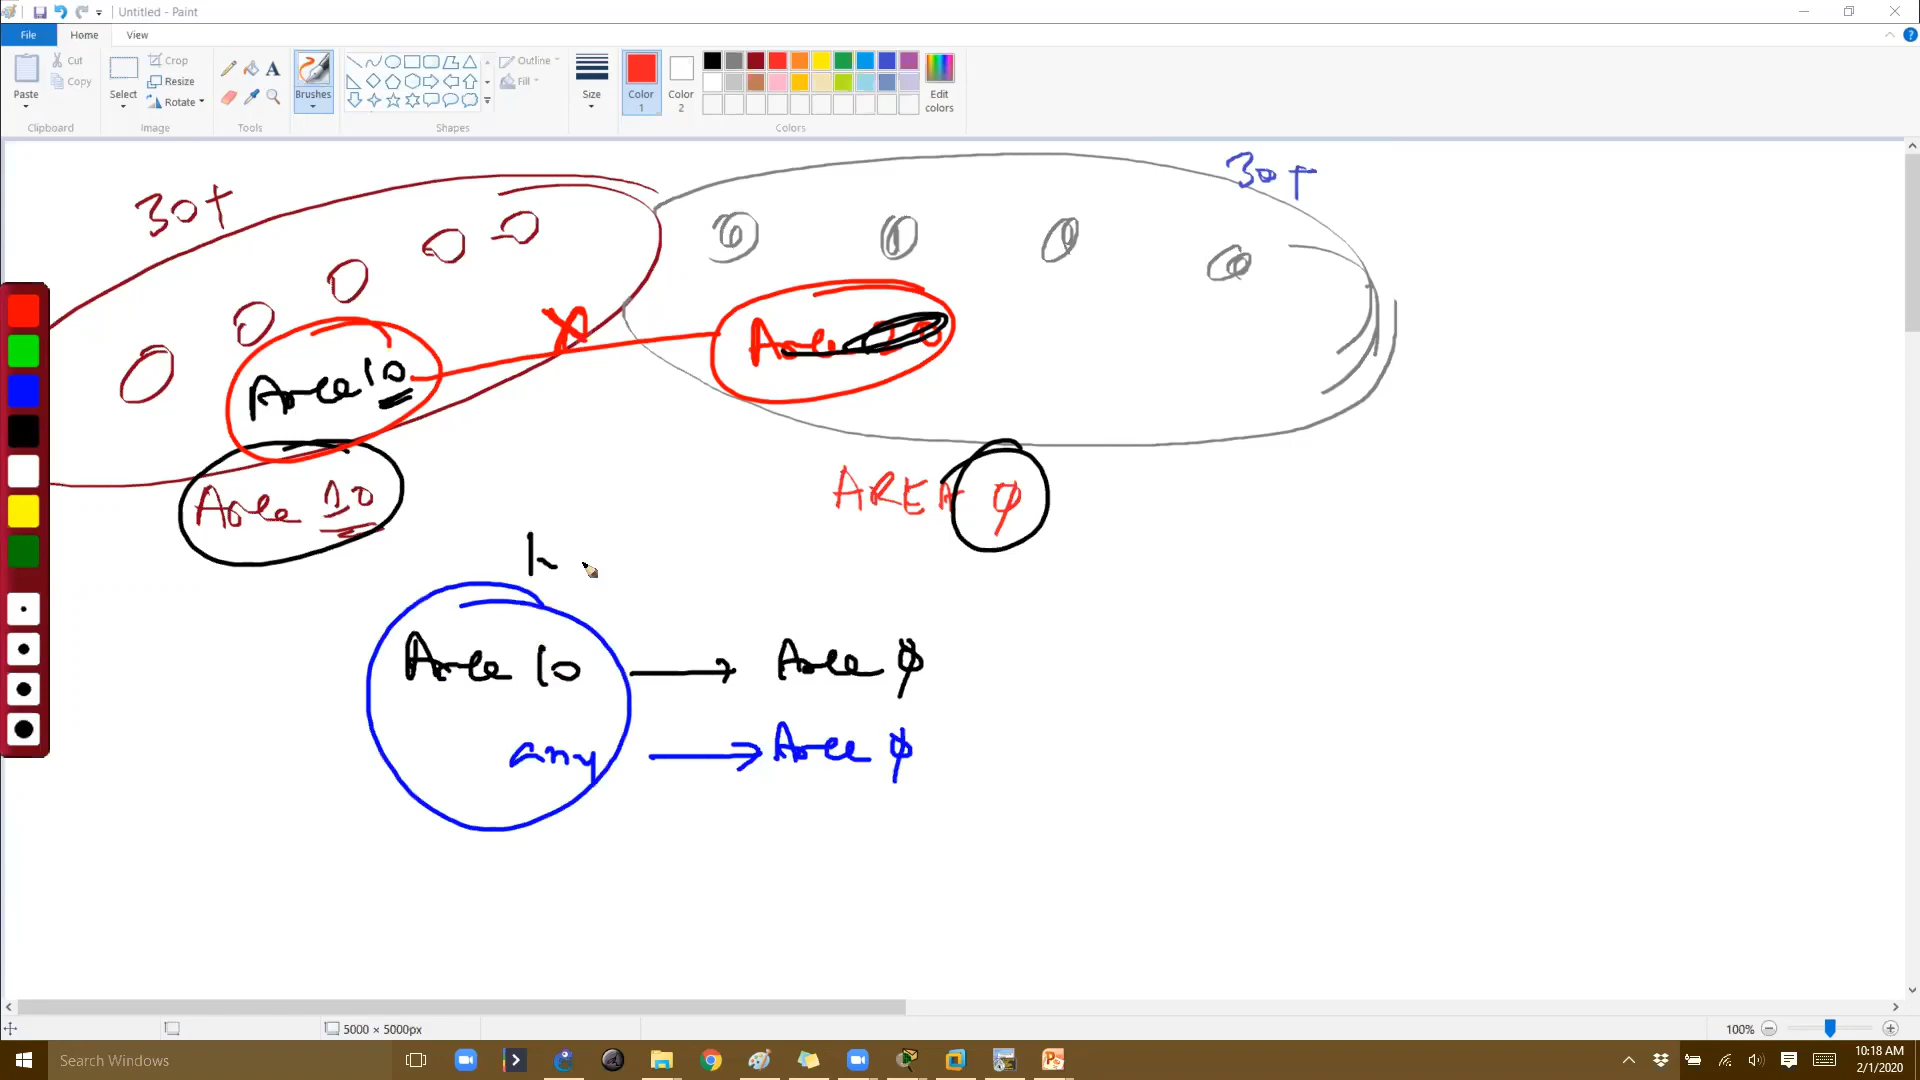 Untitled - Paint
File Home View
Cut
Copy
Paste
Clipboard
Crop
Resize
Rotate
Select
Image
Tools
Brushes
Shapes
Outline
Fill
Size
Color 1
Color 2
Edit colors
Colors
30+
30+
Area 10
Area
Area 10
AREA 0
Area 10 → Area 0
any → Area 0
5000 × 5000px
100%
Search Windows
10:18 AM
2/1/2020